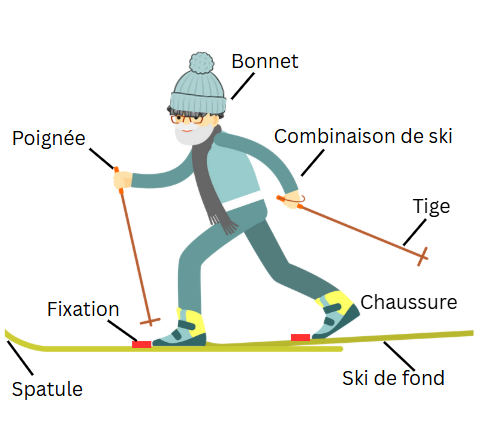 Bonnet
Poignée
Combinaison de ski
Tige
Fixation
Chaussure
Ski de fond
Spatule